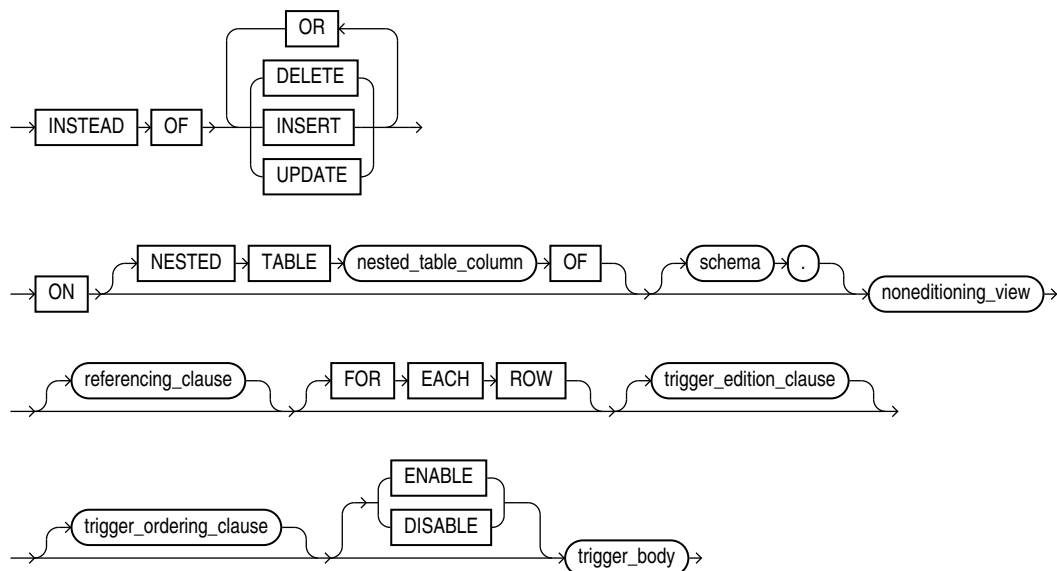 OR
DELETE
INSTEAD OF INSERT
UPDATE
NESTED TABLE nested_table_column OF schema .
ON noneditioning_view
referencing_clause FOR EACH ROW trigger_edition_clause
ENABLE
trigger_ordering_clause DISABLE
trigger_body